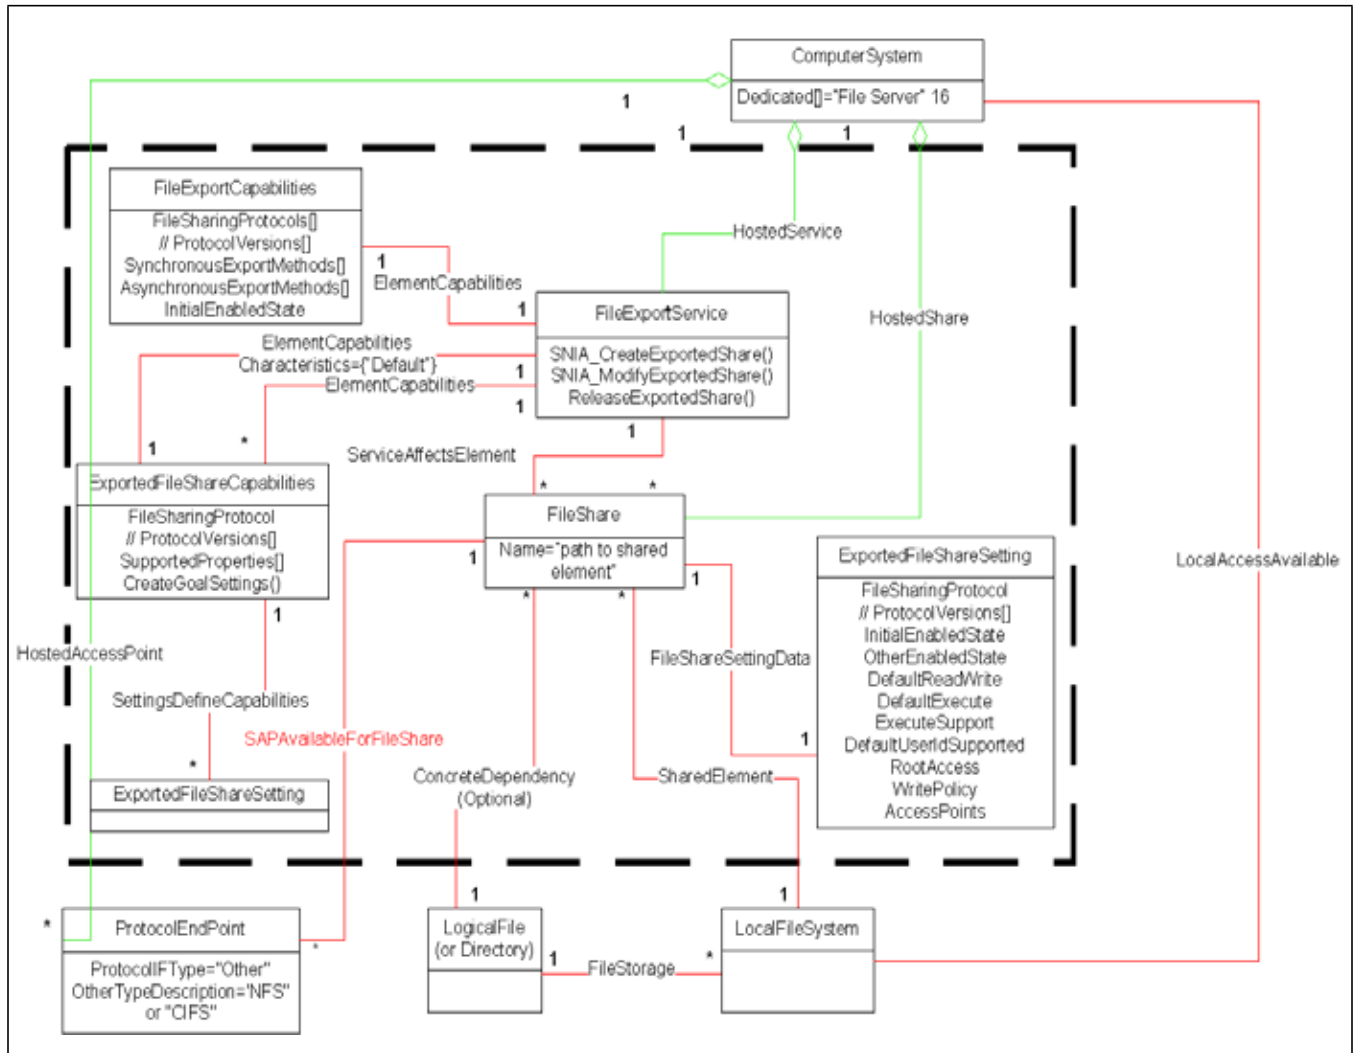 ComputerSystem
Dedicated[]="File Server" 16
1
1
1
FileExportCapabilities
FileSharingProtocols[]
// ProtocolVersions[]
SynchronousExportMethods[]
AsynchronousExportMethods[]
InitialEnabledState
HostedService
1
ElementCapabilities
1
FileExportService
SNIA_CreateExportedShare()
SNIA_ModifyExportedShare()
ReleaseExportedShare()
HostedShare
ElementCapabilities
Characteristics={"Default"}
1
ElementCapabilities
1
1
*
1
ServiceAffectsElement
*
*
ExportedFileShareCapabilities
FileSharingProtocol
// ProtocolVersions[]
SupportedProperties[]
CreateGoalSettings()
1
FileShare
Name="path to shared
element"
1
1
*
*
ExportedFileShareSetting
FileSharingProtocol
// ProtocolVersions[]
InitialEnabledState
OtherEnabledState
DefaultReadWrite
DefaultExecute
ExecuteSupport
DefaultUserIdSupported
RootAccess
WritePolicy
AccessPoints
LocalAccessAvailable
HostedAccessPoint
FileShareSettingData
1
SettingsDefineCapabilities
*
SAPAvailableForFileShare
ConcreteDependency
(Optional)
SharedElement
ExportedFileShareSetting
1
1
*
ProtocolEndPoint
ProtocolIFType="Other"
OtherTypeDescription="NFS"
or "CIFS"
*
LogicalFile
(or Directory)
1
FileStorage
*
LocalFileSystem